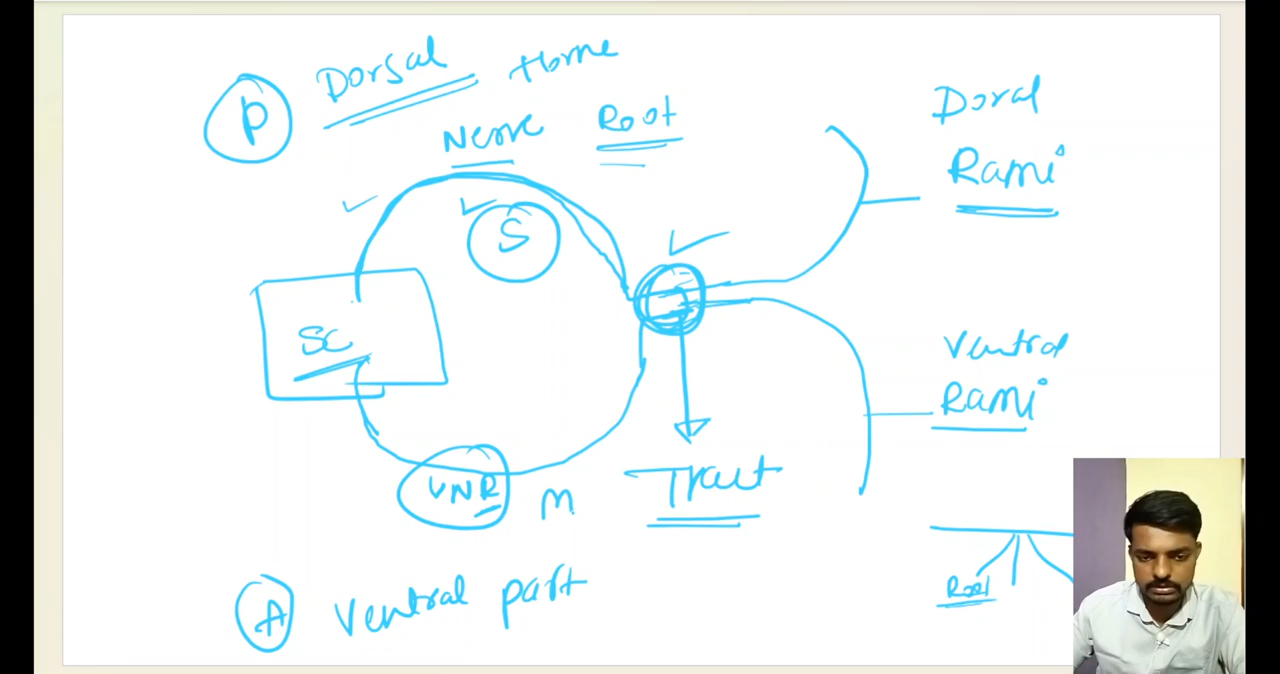 P Dorsal Horne
Nerve Root
S
SC
VNR M
A Ventral part
Tract
Doral
Rami
Ventral
Rami
Root